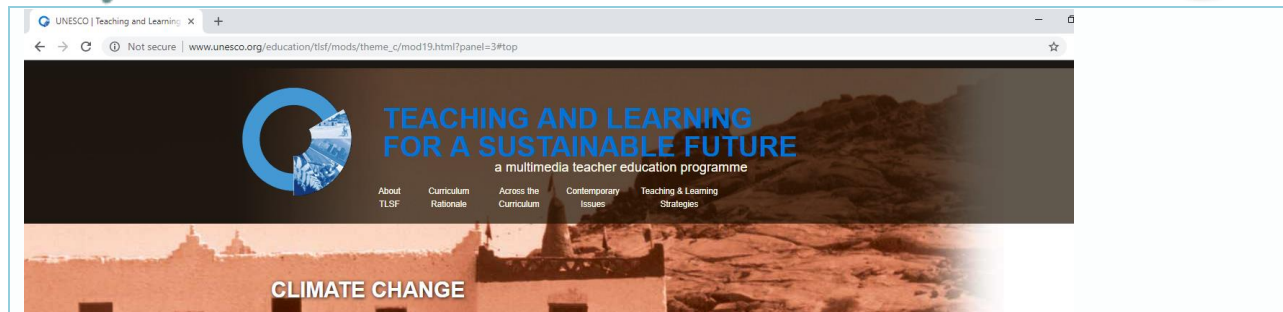 UNESCO | Teaching and Learning
Not secure | www.unesco.org/education/tlsf/mods/theme_c/mod19.html?panel=3#top
TEACHING AND LEARNING
FOR A SUSTAINABLE FUTURE
a multimedia teacher education programme
About Curriculum Across the Contemporary Teaching & Learning
TLSF Rationale Curriculum Issues Strategies
CLIMATE CHANGE